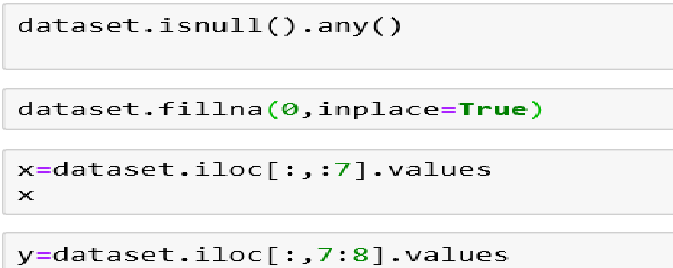 dataset.isnull().any()
dataset.fillna(0,inplace=True)
x=dataset.iloc[:,:7].values
x
y=dataset.iloc[:,7:8].values